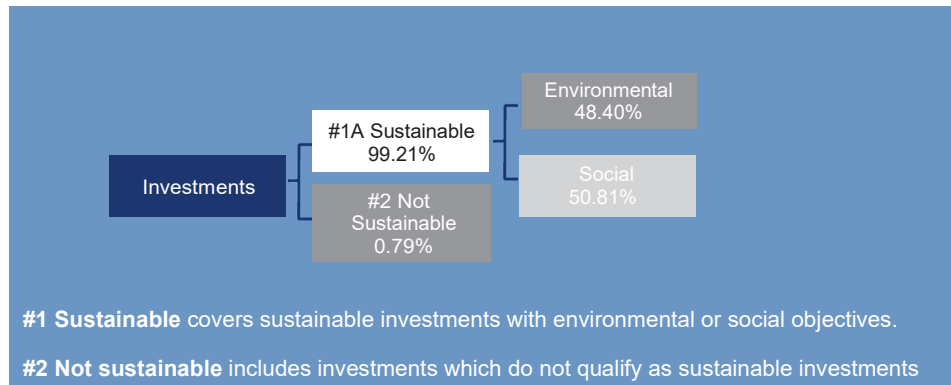 Investments
#1A Sustainable
99.21%
#2 Not
Sustainable
0.79%
Environmental
48.40%
Social
50.81%
#1 Sustainable covers sustainable investments with environmental or social objectives.
#2 Not sustainable includes investments which do not qualify as sustainable investments